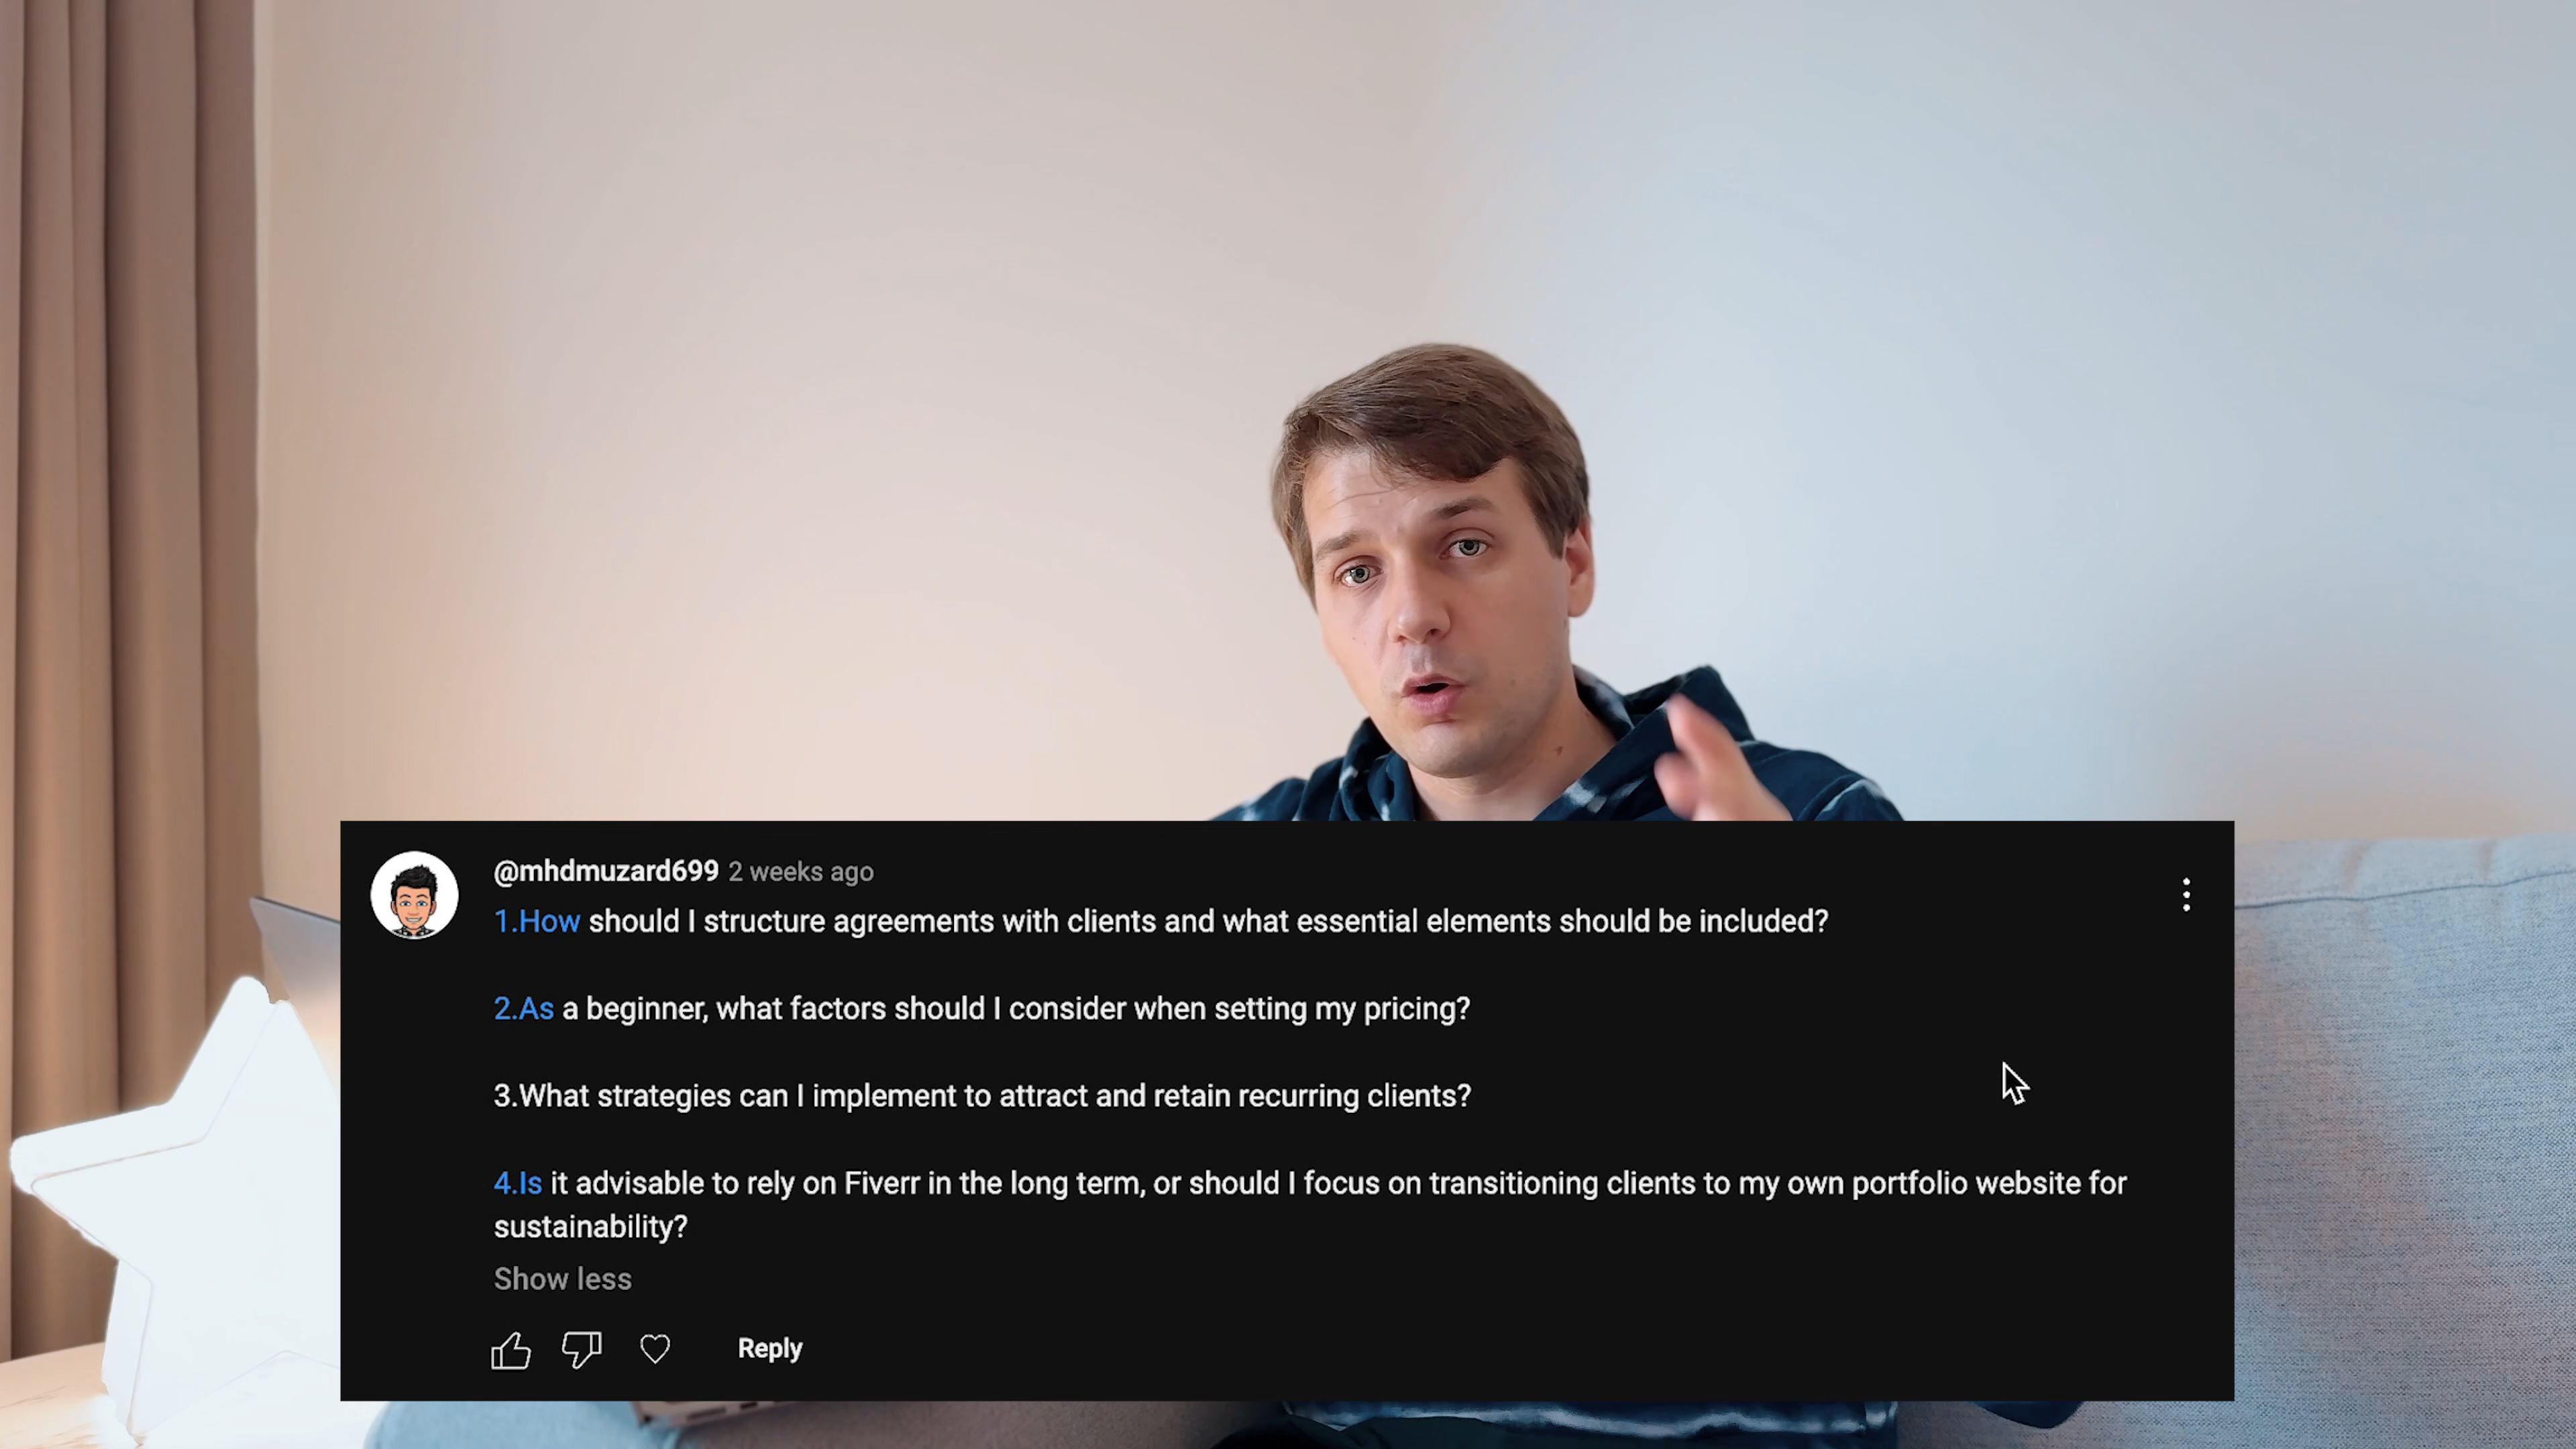 @mhdmuzard699 2 weeks ago
1.How should I structure agreements with clients and what essential elements should be included?
2.As a beginner, what factors should I consider when setting my pricing?
3.What strategies can I implement to attract and retain recurring clients?
4.Is it advisable to rely on Fiverr in the long term, or should I focus on transitioning clients to my own portfolio website for
sustainability?
Show less
Reply